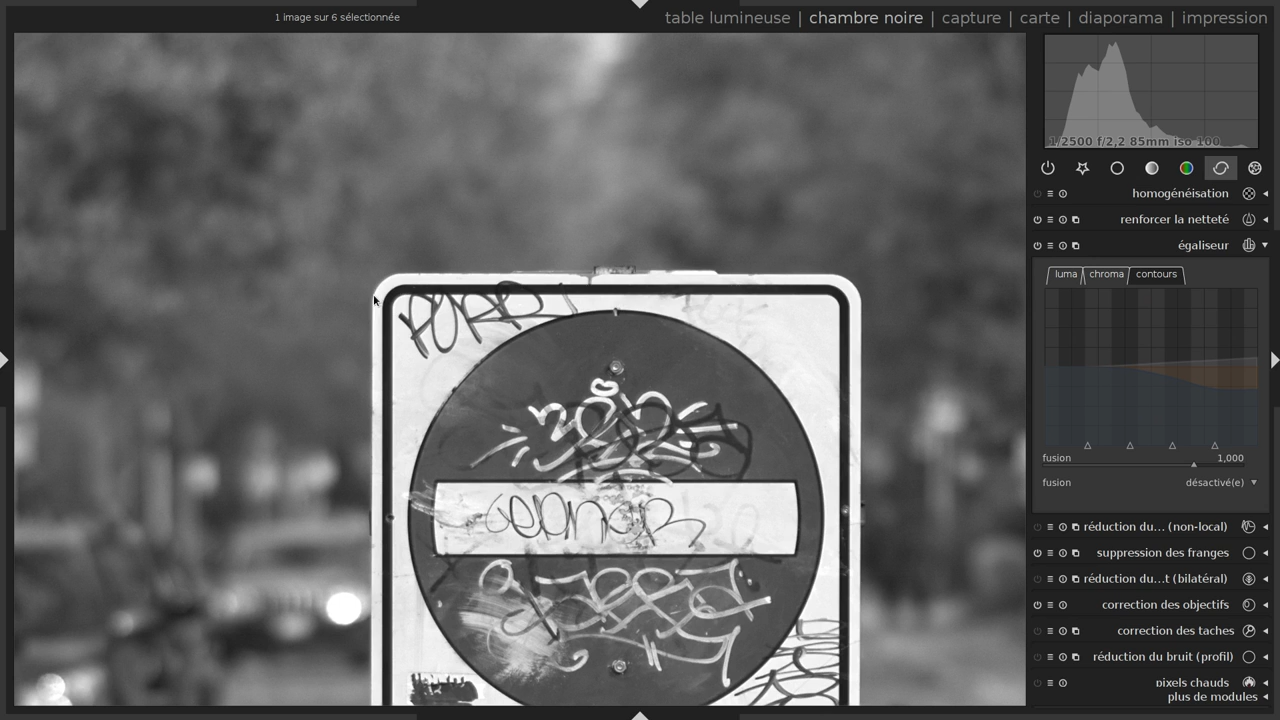 1 image sur 6 sélectionnée
table lumineuse | chambre noire | capture | carte | diaporama | impression
1/2500 f/2,2 85mm iso 100
homogénéisation
renforcer la netteté
égaliseur
luma chroma contours
fusion 1,000
fusion désactivé(e)
réduction du... (non-local)
suppression des franges
réduction du...t (bilatéral)
correction des objectifs
correction des taches
réduction du bruit (profil)
pixels chauds
plus de modules